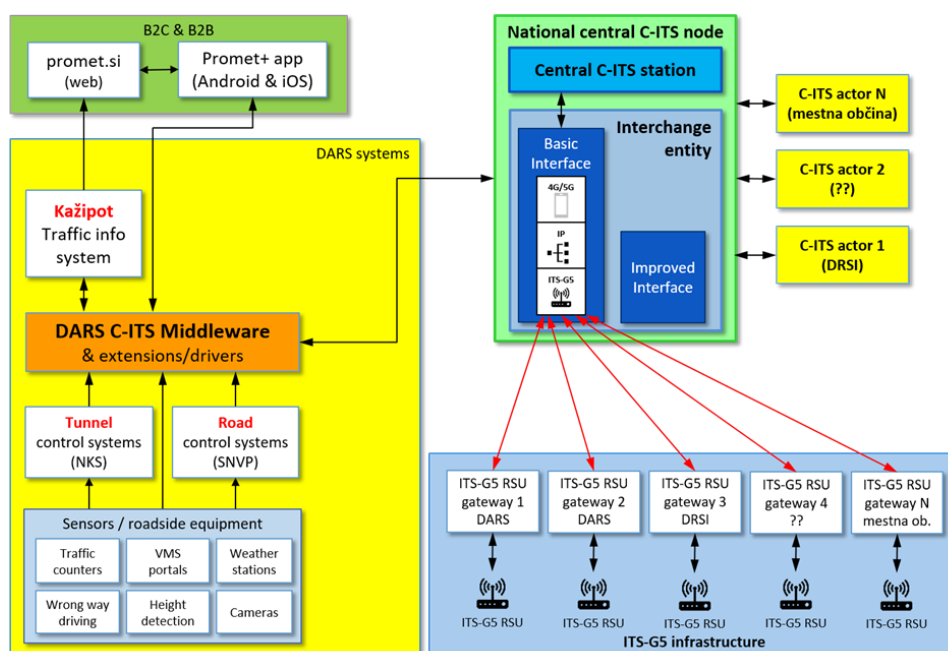 B2C & B2B
promet.si
(web)
Promet+ app
(Android & iOS)
DARS systems
Kažipot
Traffic info
system
DARS C-ITS Middleware
& extensions/drivers
Tunnel
control systems
(NKS)
Road
control systems
(SNVP)
Sensors / roadside equipment
Traffic
counters
VMS
portals
Weather
stations
Wrong way
driving
Height
detection
Cameras
National central C-ITS node
Central C-ITS station
Interchange
entity
Basic
Interface
4G/5G
IP
ITS-G5
Improved
Interface
C-ITS actor N
(mestna občina)
C-ITS actor 2
(??)
C-ITS actor 1
(DRSI)
ITS-G5 RSU
gateway 1
DARS
ITS-G5 RSU
gateway 2
DARS
ITS-G5 RSU
gateway 3
DRSI
ITS-G5 RSU
gateway 4
??
ITS-G5 RSU
gateway N
mestna ob.
ITS-G5 RSU
ITS-G5 RSU
ITS-G5 RSU
ITS-G5 RSU
ITS-G5 RSU
ITS-G5 infrastructure